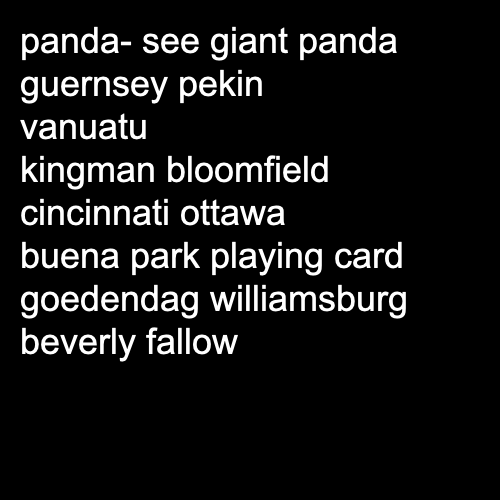 panda- see giant panda
guernsey pekin
vanuatu
kingman bloomfield
cincinnati ottawa
buena park playing card
goedendag williamsburg
beverly fallow